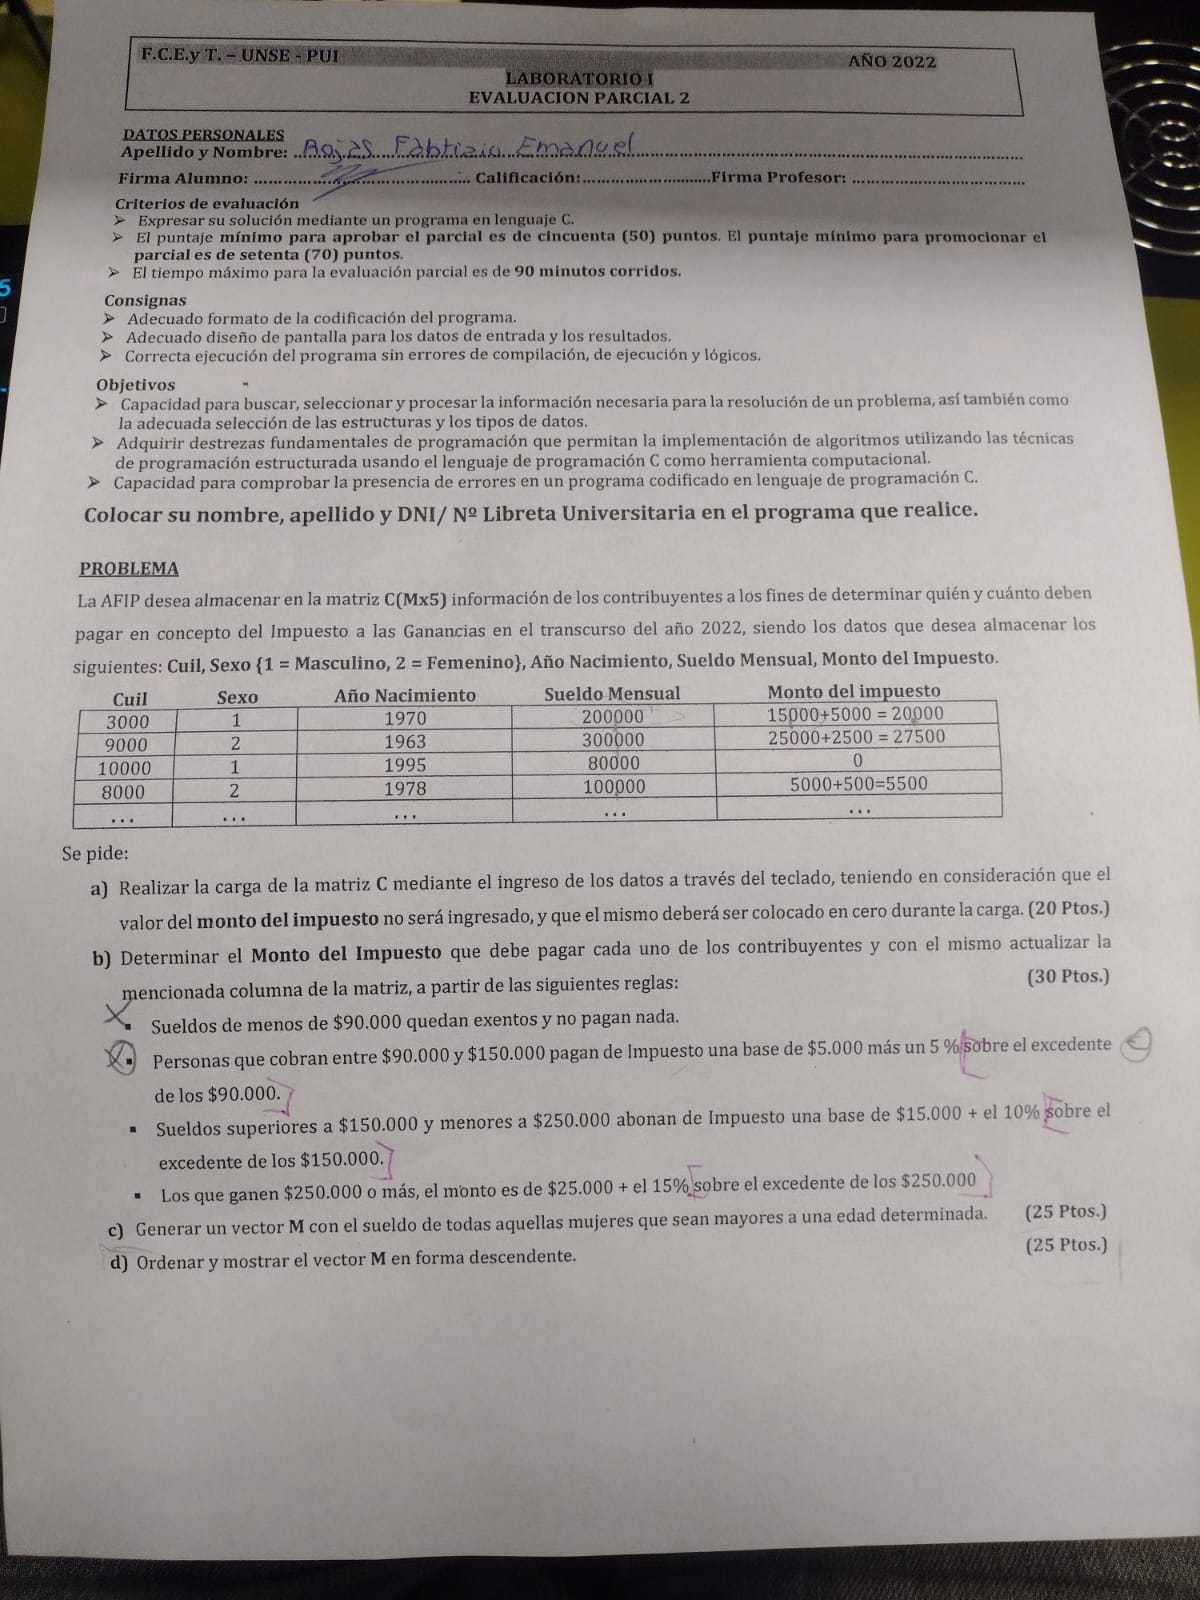 F.C.E.y T. – UNSE - PUI
AÑO 2022
LABORATORIO I
EVALUACION PARCIAL 2
DATOS PERSONALES
Apellido y Nombre: Rojas Fabrizio Emanuel
Firma Alumno: Calificación: Firma Profesor:
Criterios de evaluación
➢ Expresar su solución mediante un programa en lenguaje C.
➢ El puntaje mínimo para aprobar el parcial es de cincuenta (50) puntos. El puntaje mínimo para promocionar el
parcial es de setenta (70) puntos.
➢ El tiempo máximo para la evaluación parcial es de 90 minutos corridos.
Consignas
➢ Adecuado formato de la codificación del programa.
➢ Adecuado diseño de pantalla para los datos de entrada y los resultados.
➢ Correcta ejecución del programa sin errores de compilación, de ejecución y lógicos.
Objetivos
➢ Capacidad para buscar, seleccionar y procesar la información necesaria para la resolución de un problema, así también como
la adecuada selección de las estructuras y los tipos de datos.
➢ Adquirir destrezas fundamentales de programación que permitan la implementación de algoritmos utilizando las técnicas
de programación estructurada usando el lenguaje de programación C como herramienta computacional.
➢ Capacidad para comprobar la presencia de errores en un programa codificado en lenguaje de programación C.
Colocar su nombre, apellido y DNI/ Nº Libreta Universitaria en el programa que realice.
PROBLEMA
La AFIP desea almacenar en la matriz C(Mx5) información de los contribuyentes a los fines de determinar quién y cuánto deben
pagar en concepto del Impuesto a las Ganancias en el transcurso del año 2022, siendo los datos que desea almacenar los
siguientes: Cuil, Sexo {1 = Masculino, 2 = Femenino}, Año Nacimiento, Sueldo Mensual, Monto del Impuesto.
Cuil Sexo Año Nacimiento Sueldo Mensual Monto del impuesto
3000 1 1970 200000 15000+5000 = 20000
9000 2 1963 300000 25000+2500 = 27500
10000 1 1995 80000 0
8000 2 1978 100000 5000+500=5500
... ... ... ... ...
Se pide:
a) Realizar la carga de la matriz C mediante el ingreso de los datos a través del teclado, teniendo en consideración que el
valor del monto del impuesto no será ingresado, y que el mismo deberá ser colocado en cero durante la carga. (20 Ptos.)
b) Determinar el Monto del Impuesto que debe pagar cada uno de los contribuyentes y con el mismo actualizar la
mencionada columna de la matriz, a partir de las siguientes reglas: (30 Ptos.)
▪ Sueldos de menos de $90.000 quedan exentos y no pagan nada.
▪ Personas que cobran entre $90.000 y $150.000 pagan de Impuesto una base de $5.000 más un 5 % sobre el excedente
de los $90.000.
▪ Sueldos superiores a $150.000 y menores a $250.000 abonan de Impuesto una base de $15.000 + el 10% sobre el
excedente de los $150.000.
▪ Los que ganen $250.000 o más, el monto es de $25.000 + el 15% sobre el excedente de los $250.000
c) Generar un vector M con el sueldo de todas aquellas mujeres que sean mayores a una edad determinada. (25 Ptos.)
d) Ordenar y mostrar el vector M en forma descendente. (25 Ptos.)